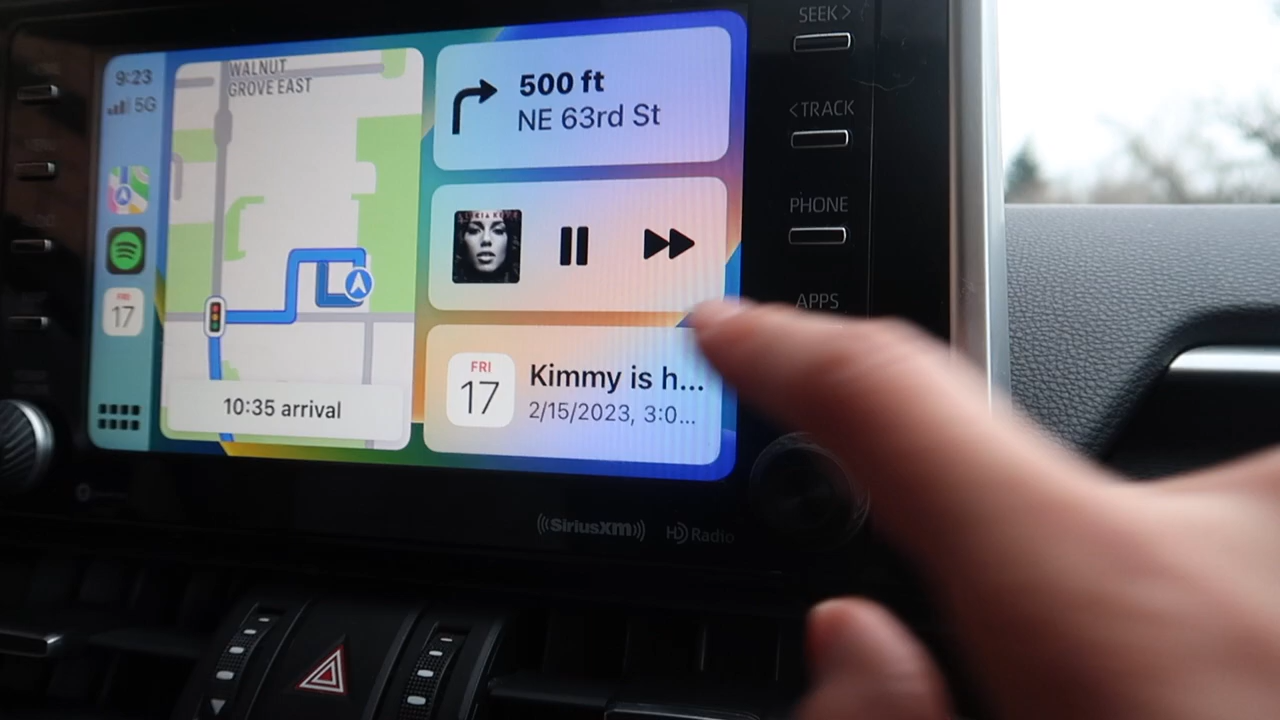 9:23
5G
WALNUT
GROVE EAST
500 ft
NE 63rd St
FRI
17
10:35 arrival
FRI
17
Kimmy is h...
2/15/2023, 3:0...
SEEK>
<TRACK
PHONE
APPS
SiriusXM
HD Radio